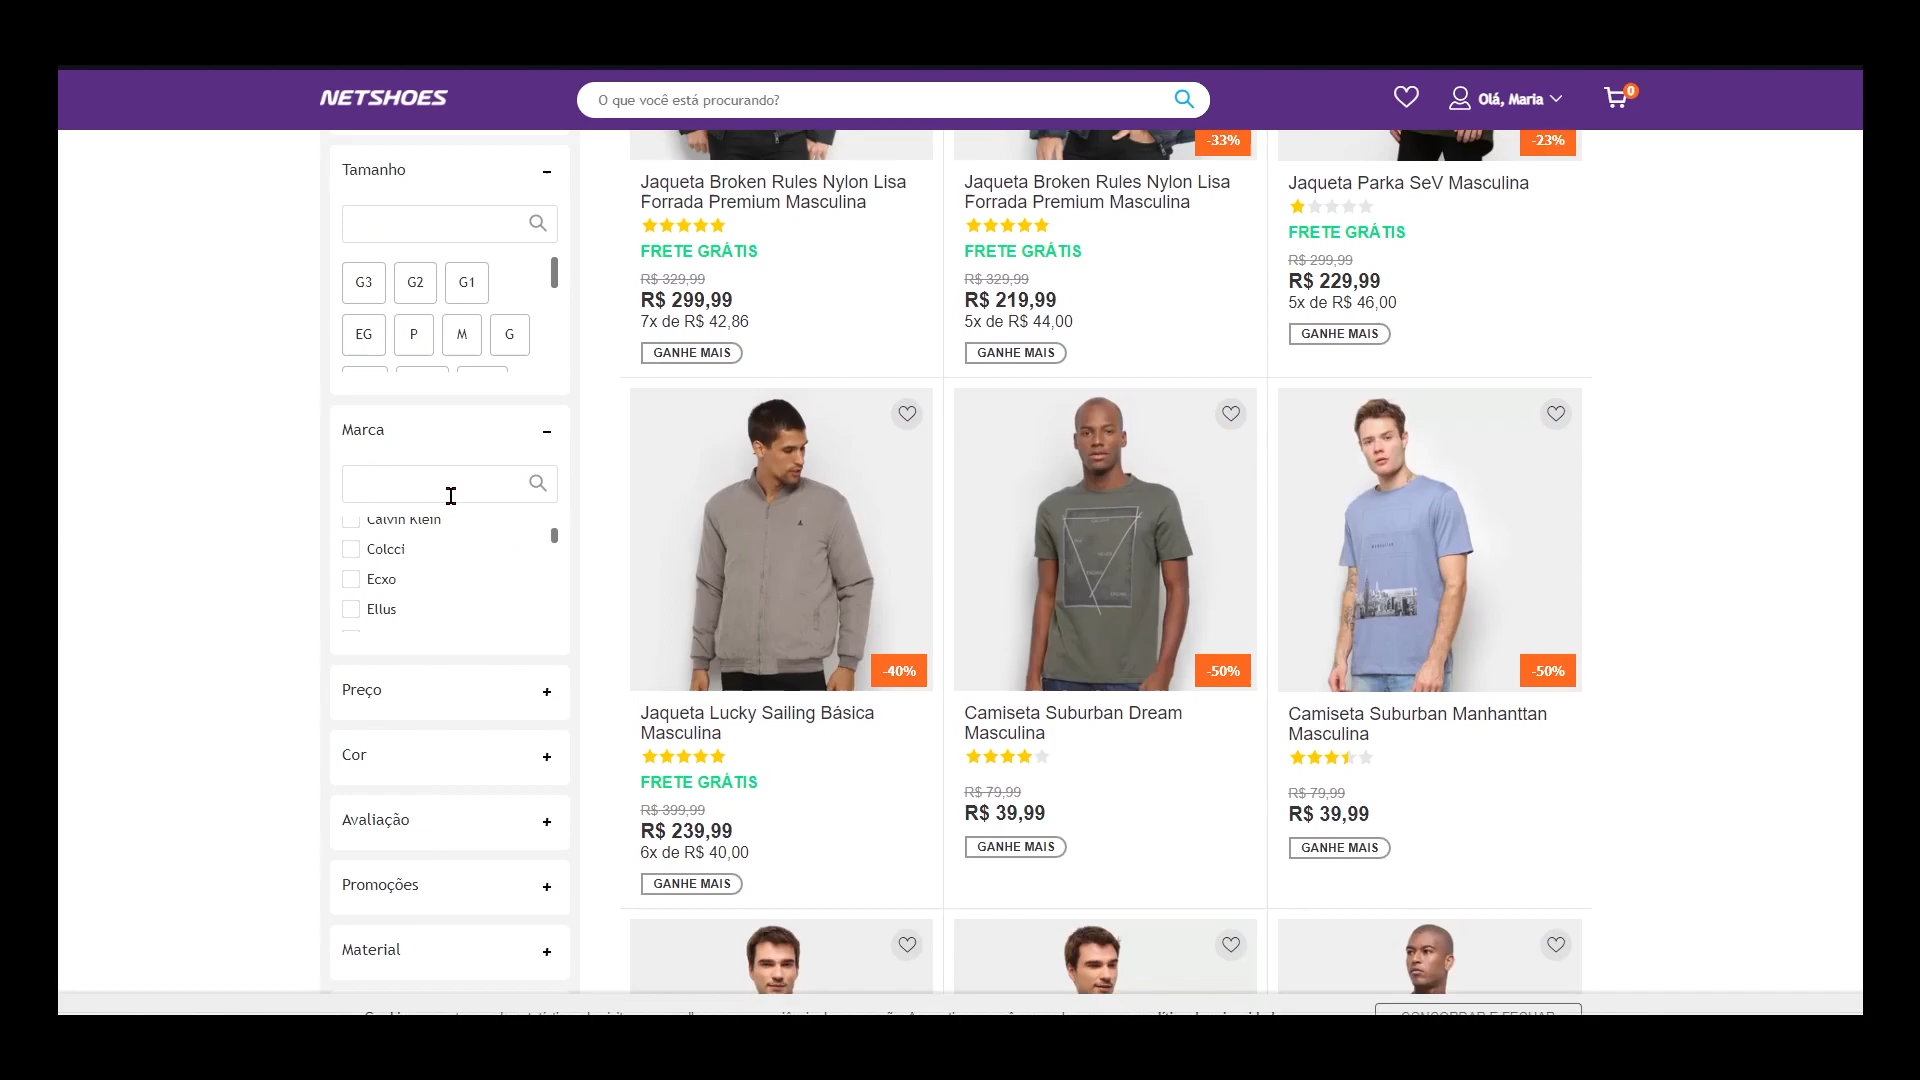 NETSHOES
O que você está procurando?
Olá, Maria
0
Tamanho
G3
G2
G1
EG
P
M
G
Marca
Calvin Klein
Colcci
Ecxo
Ellus
Preço
Cor
Avaliação
Promoções
Material
-33%
-23%
Jaqueta Broken Rules Nylon Lisa
Forrada Premium Masculina
FRETE GRÁTIS
R$ 329,99
R$ 299,99
7x de R$ 42,86
GANHE MAIS
Jaqueta Broken Rules Nylon Lisa
Forrada Premium Masculina
FRETE GRÁTIS
R$ 329,99
R$ 219,99
5x de R$ 44,00
GANHE MAIS
Jaqueta Parka SeV Masculina
FRETE GRÁTIS
R$ 299,99
R$ 229,99
5x de R$ 46,00
GANHE MAIS
-40%
Jaqueta Lucky Sailing Básica
Masculina
FRETE GRÁTIS
R$ 399,99
R$ 239,99
6x de R$ 40,00
GANHE MAIS
-50%
Camiseta Suburban Dream
Masculina
R$ 79,99
R$ 39,99
GANHE MAIS
-50%
Camiseta Suburban Manhanttan
Masculina
R$ 79,99
R$ 39,99
GANHE MAIS
CONCORDAR E FECHAR